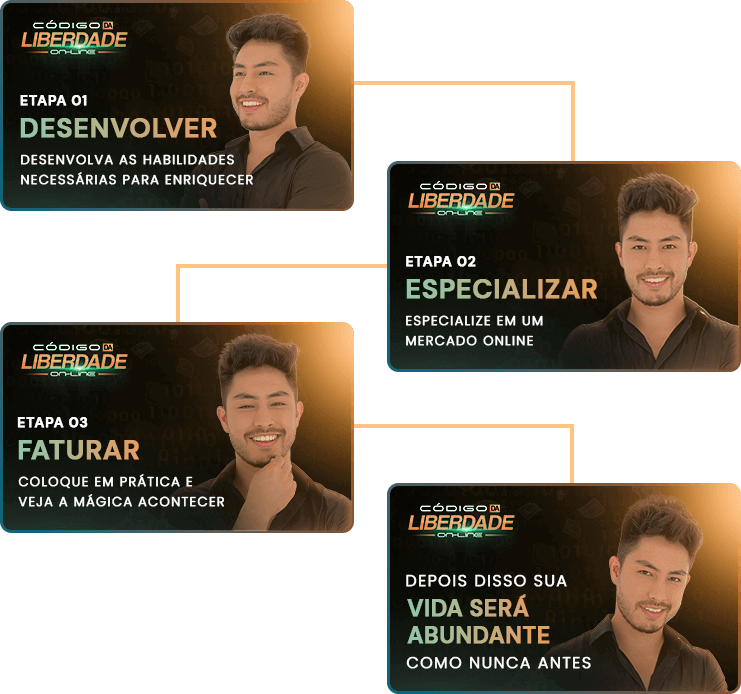 CÓDIGO DA
LIBERDADE
ON-LINE
ETAPA 01
DESENVOLVER
DESENVOLVA AS HABILIDADES
NECESSÁRIAS PARA ENRIQUECER
CÓDIGO DA
LIBERDADE
ON-LINE
ETAPA 02
ESPECIALIZAR
ESPECIALIZE EM UM
MERCADO ONLINE
CÓDIGO DA
LIBERDADE
ON-LINE
ETAPA 03
FATURAR
COLOQUE EM PRÁTICA E
VEJA A MÁGICA ACONTECER
CÓDIGO DA
LIBERDADE
ON-LINE
DEPOIS DISSO SUA
VIDA SERÁ
ABUNDANTE
COMO NUNCA ANTES